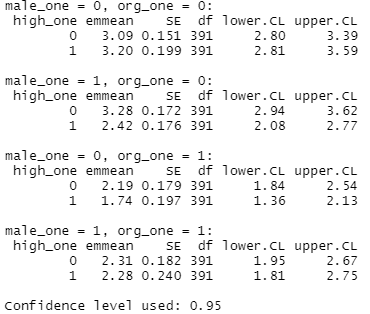 male_one = 0, org_one = 0:
 high_one emmean    SE  df lower.CL upper.CL
        0   3.09 0.151 391     2.80     3.39
        1   3.20 0.199 391     2.81     3.59

male_one = 1, org_one = 0:
 high_one emmean    SE  df lower.CL upper.CL
        0   3.28 0.172 391     2.94     3.62
        1   2.42 0.176 391     2.08     2.77

male_one = 0, org_one = 1:
 high_one emmean    SE  df lower.CL upper.CL
        0   2.19 0.179 391     1.84     2.54
        1   1.74 0.197 391     1.36     2.13

male_one = 1, org_one = 1:
 high_one emmean    SE  df lower.CL upper.CL
        0   2.31 0.182 391     1.95     2.67
        1   2.28 0.240 391     1.81     2.75

Confidence level used: 0.95